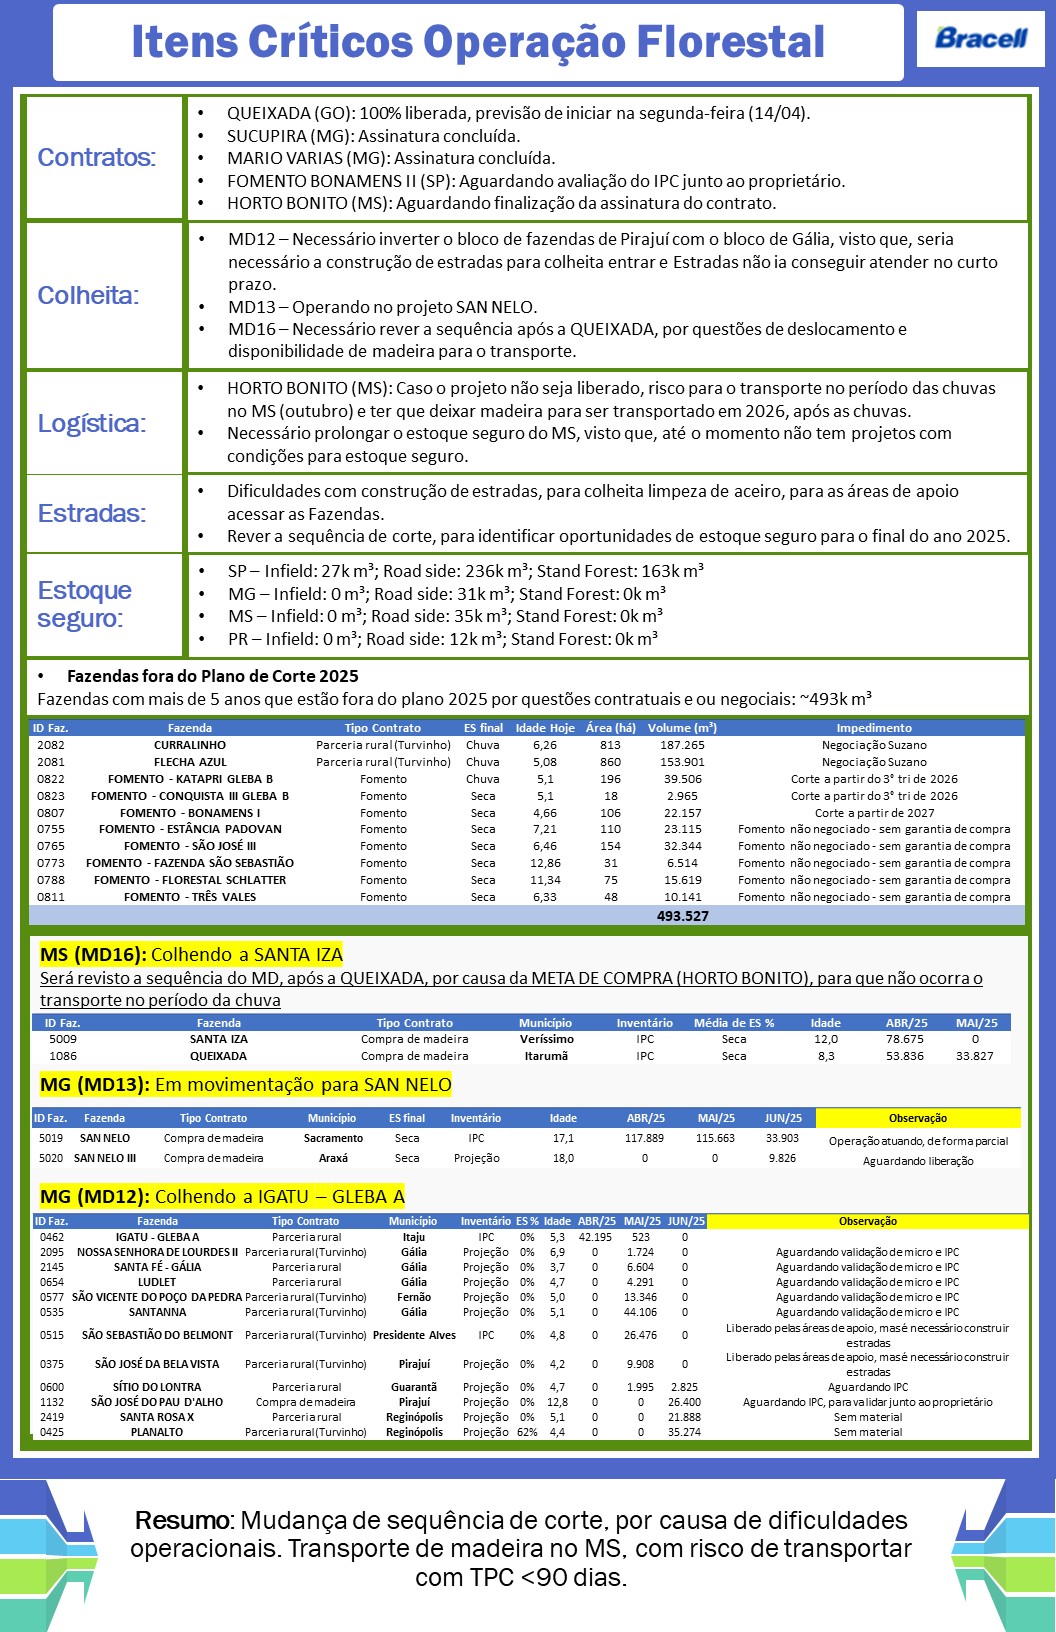 Itens Críticos Operação Florestal
Bracell
Contratos:
• QUEIXADA (GO): 100% liberada, previsão de iniciar na segunda-feira (14/04).
• SUCUPIRA (MG): Assinatura concluída.
• MARIO VARIAS (MG): Assinatura concluída.
• FOMENTO BONAMENS II (SP): Aguardando avaliação do IPC junto ao proprietário.
• HORTO BONITO (MS): Aguardando finalização da assinatura do contrato.
Colheita:
• MD12 – Necessário inverter o bloco de fazendas de Pirajuí com o bloco de Gália, visto que, seria
necessário a construção de estradas para colheita entrar e Estradas não ia conseguir atender no curto
prazo.
• MD13 – Operando no projeto SAN NELO.
• MD16 – Necessário rever a sequência após a QUEIXADA, por questões de deslocamento e
disponibilidade de madeira para o transporte.
Logística:
• HORTO BONITO (MS): Caso o projeto não seja liberado, risco para o transporte no período das chuvas
no MS (outubro) e ter que deixar madeira para ser transportado em 2026, após as chuvas.
• Necessário prolongar o estoque seguro do MS, visto que, até o momento não tem projetos com
condições para estoque seguro.
Estradas:
• Dificuldades com construção de estradas, para colheita limpeza de aceiro, para as áreas de apoio
acessar as Fazendas.
• Rever a sequência de corte, para identificar oportunidades de estoque seguro para o final do ano 2025.
Estoque
seguro:
• SP – Infield: 27k m³; Road side: 236k m³; Stand Forest: 163k m³
• MG – Infield: 0 m³; Road side: 31k m³; Stand Forest: 0k m³
• MS – Infield: 0 m³; Road side: 35k m³; Stand Forest: 0k m³
• PR – Infield: 0 m³; Road side: 12k m³; Stand Forest: 0k m³
• Fazendas fora do Plano de Corte 2025
Fazendas com mais de 5 anos que estão fora do plano 2025 por questões contratuais e ou negociais: ~493k m³
ID Faz. Fazenda Tipo Contrato ES final Idade Hoje Área (há) Volume (m³) Impedimento
2082 CURRALINHO Parceria rural (Turvinho) Chuva 6,26 813 187.265 Negociação Suzano
2081 FLECHA AZUL Parceria rural (Turvinho) Chuva 5,08 860 153.901 Negociação Suzano
0822 FOMENTO - KATAPRI GLEBA B Fomento Chuva 5,1 196 39.506 Corte a partir do 3° tri de 2026
0823 FOMENTO - CONQUISTA III GLEBA B Fomento Seca 5,1 18 2.965 Corte a partir do 3° tri de 2026
0807 FOMENTO - BONAMENS I Fomento Seca 4,66 106 22.157 Corte a partir de 2027
0755 FOMENTO - ESTÂNCIA PADOVAN Fomento Seca 7,21 110 23.115 Fomento não negociado - sem garantia de compra
0765 FOMENTO - SÃO JOSÉ III Fomento Seca 6,46 154 32.344 Fomento não negociado - sem garantia de compra
0773 FOMENTO - FAZENDA SÃO SEBASTIÃO Fomento Seca 12,86 31 6.514 Fomento não negociado - sem garantia de compra
0788 FOMENTO - FLORESTAL SCHLATTER Fomento Seca 11,34 75 15.619 Fomento não negociado - sem garantia de compra
0811 FOMENTO - TRÊS VALES Fomento Seca 6,33 48 10.141 Fomento não negociado - sem garantia de compra
493.527
MS (MD16): Colhendo a SANTA IZA
Será revisto a sequência do MD, após a QUEIXADA, por causa da META DE COMPRA (HORTO BONITO), para que não ocorra o
transporte no período da chuva
ID Faz. Fazenda Tipo Contrato Município Inventário Média de ES % Idade ABR/25 MAI/25
5009 SANTA IZA Compra de madeira Veríssimo IPC Seca 12,0 78.675 0
1086 QUEIXADA Compra de madeira Itarumã IPC Seca 8,3 53.836 33.827
MG (MD13): Em movimentação para SAN NELO
ID Faz. Fazenda Tipo Contrato Município ES final Inventário Idade ABR/25 MAI/25 JUN/25 Observação
5019 SAN NELO Compra de madeira Sacramento Seca IPC 17,1 117.889 115.663 33.903 Operação atuando, de forma parcial
5020 SAN NELO III Compra de madeira Araxá Seca Projeção 18,0 0 0 9.826 Aguardando liberação
MG (MD12): Colhendo a IGATU – GLEBA A
ID Faz. Fazenda Tipo Contrato Município Inventário ES % Idade ABR/25 MAI/25 JUN/25 Observação
0462 IGATU - GLEBA A Parceria rural Itaju IPC 0% 5,3 42.195 523 0
2095 NOSSA SENHORA DE LOURDES II Parceria rural (Turvinho) Gália Projeção 0% 6,9 0 1.724 0 Aguardando validação de micro e IPC
2145 SANTA FÉ - GÁLIA Parceria rural Gália Projeção 0% 3,7 0 6.604 0 Aguardando validação de micro e IPC
0654 LUDLET Parceria rural Gália Projeção 0% 4,7 0 4.291 0 Aguardando validação de micro e IPC
0577 SÃO VICENTE DO POÇO DA PEDRA Parceria rural (Turvinho) Fernão Projeção 0% 5,0 0 13.346 0 Aguardando validação de micro e IPC
0535 SANTANNA Parceria rural (Turvinho) Gália Projeção 0% 5,1 0 44.106 0 Aguardando validação de micro e IPC
0515 SÃO SEBASTIÃO DO BELMONT Parceria rural (Turvinho) Presidente Alves IPC 0% 4,8 0 26.476 0 Liberado pelas áreas de apoio, mas é necessário construir
estradas
0375 SÃO JOSÉ DA BELA VISTA Parceria rural (Turvinho) Pirajuí Projeção 0% 4,2 0 9.908 0 Liberado pelas áreas de apoio, mas é necessário construir
estradas
0600 SÍTIO DO LONTRA Parceria rural Guarantã Projeção 0% 4,7 0 1.995 2.825 Aguardando IPC
1132 SÃO JOSÉ DO PAU D'ALHO Compra de madeira Pirajuí Projeção 0% 12,8 0 0 26.400 Aguardando IPC, para validar junto ao proprietário
2419 SANTA ROSA X Parceria rural Reginópolis Projeção 0% 5,1 0 0 21.888 Sem material
0425 PLANALTO Parceria rural (Turvinho) Reginópolis Projeção 62% 4,4 0 0 35.274 Sem material
Resumo: Mudança de sequência de corte, por causa de dificuldades
operacionais. Transporte de madeira no MS, com risco de transportar
com TPC <90 dias.